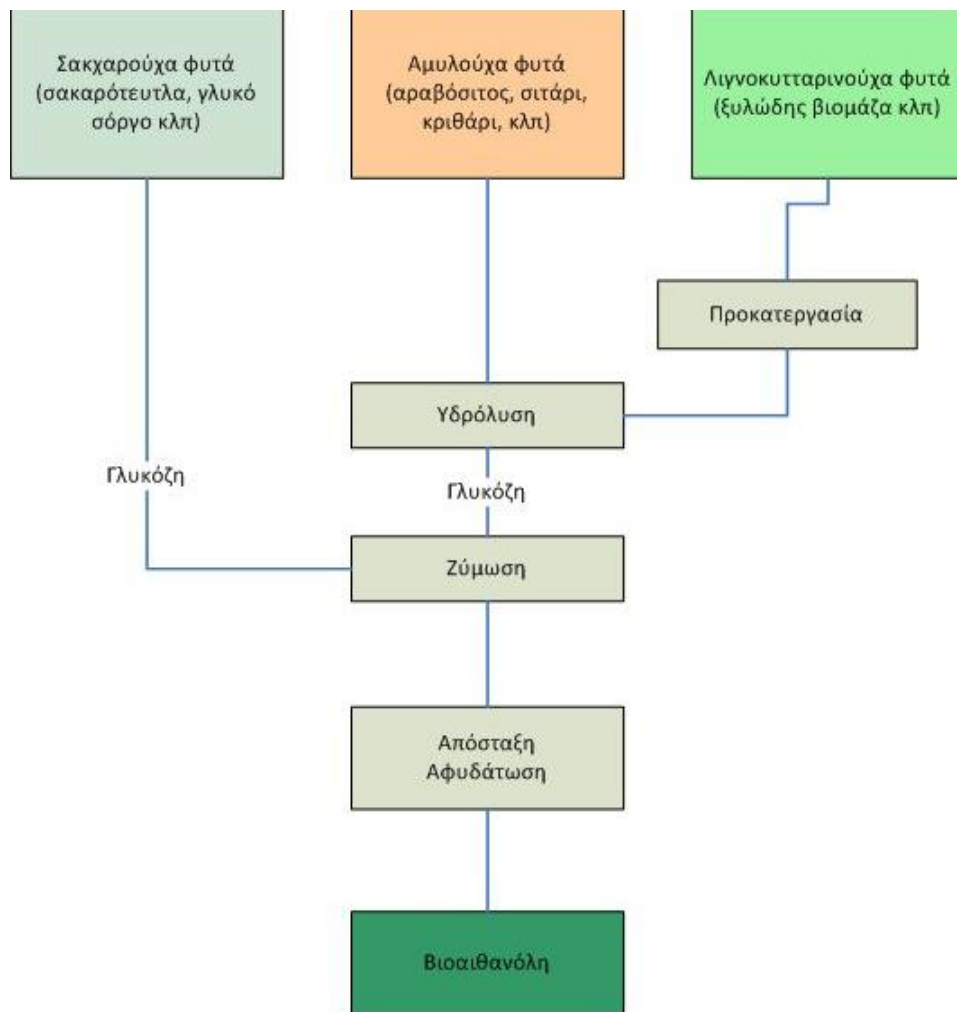 Σακχαρούχα φυτά
(σακαρότευτλα, γλυκό
σόργο κλπ)
Αμυλούχα φυτά
(αραβόσιτος, σιτάρι,
κριθάρι, κλπ)
Λιγνοκυτταρινούχα φυτά
(ξυλώδης βιομάζα κλπ)
Προκατεργασία
Υδρόλυση
Γλυκόζη
Γλυκόζη
Ζύμωση
Απόσταξη
Αφυδάτωση
Βιοαιθανόλη